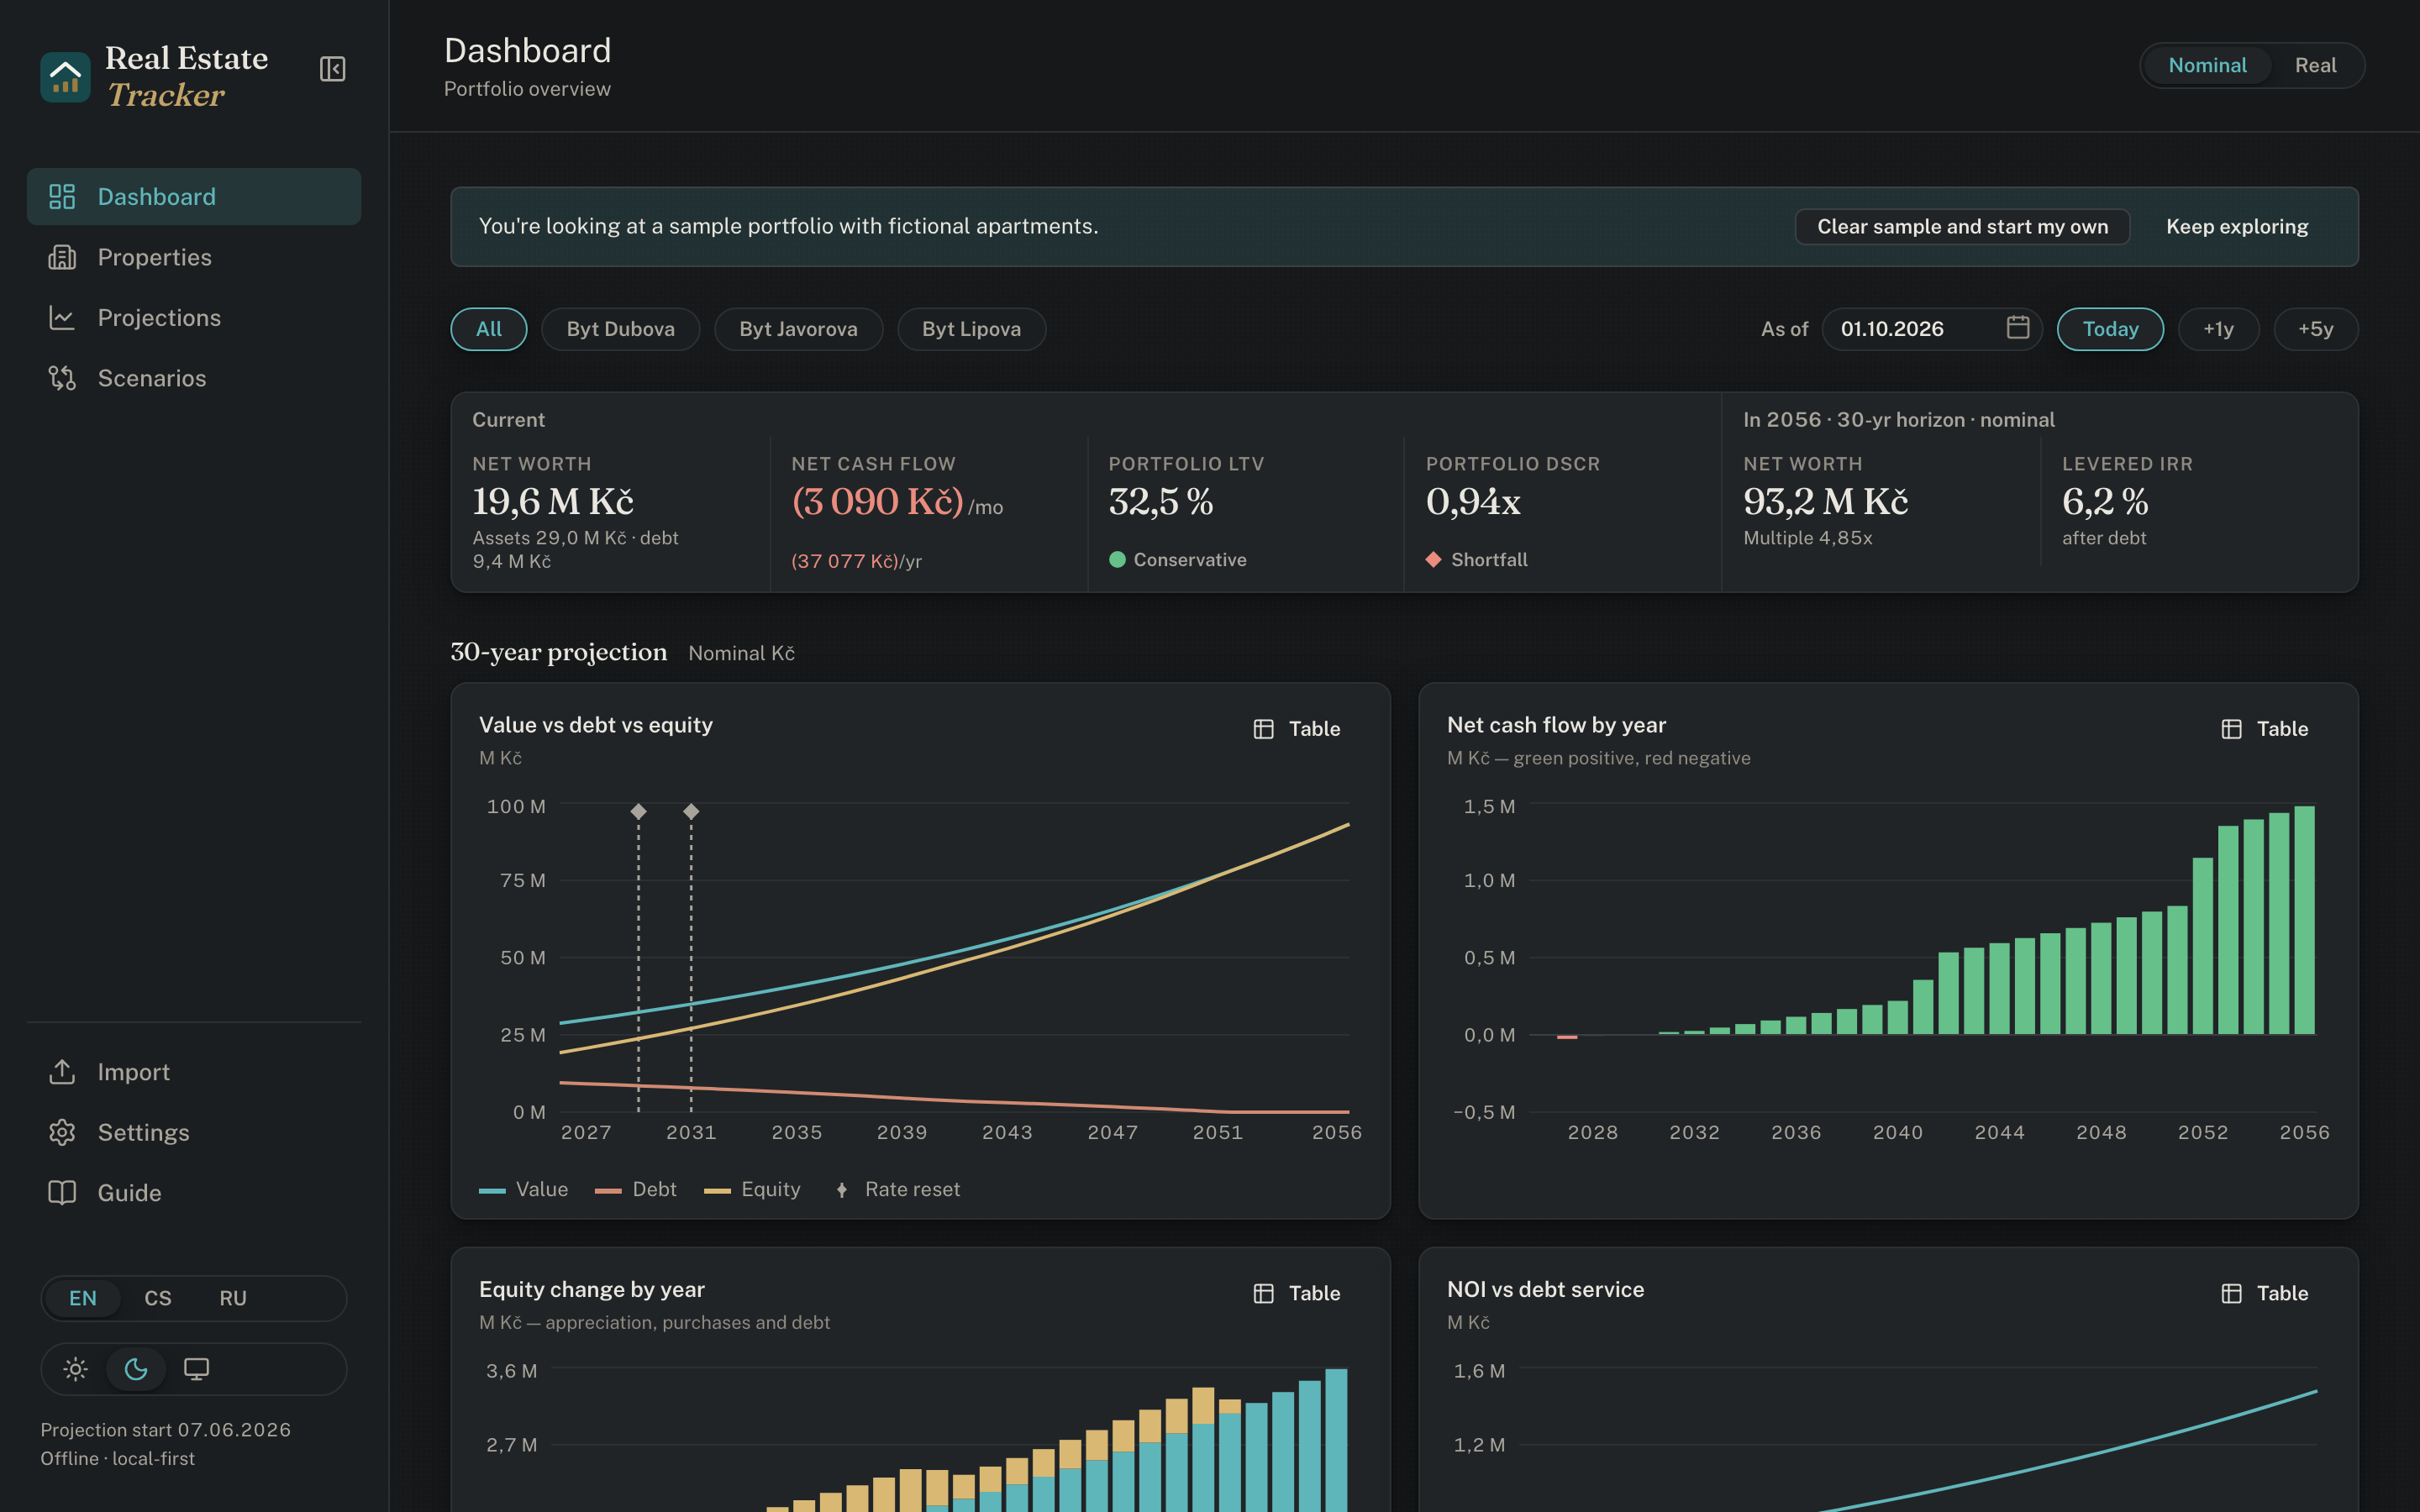 Real Estate
Tracker
Dashboard
Properties
Projections
Scenarios
Import
Settings
Guide
EN CS RU
Projection start 07.06.2026
Offline · local-first
Dashboard
Portfolio overview
Nominal Real
You're looking at a sample portfolio with fictional apartments.
Clear sample and start my own
Keep exploring
All Byt Dubova Byt Javorova Byt Lipova
As of 01.10.2026 Today +1y +5y
Current
NET WORTH
19,6 M Kč
Assets 29,0 M Kč · debt
9,4 M Kč
NET CASH FLOW
(3 090 Kč) /mo
(37 077 Kč)/yr
PORTFOLIO LTV
32,5 %
Conservative
PORTFOLIO DSCR
0,94x
Shortfall
In 2056 · 30-yr horizon · nominal
NET WORTH
93,2 M Kč
Multiple 4,85x
LEVERED IRR
6,2 %
after debt
30-year projection Nominal Kč
Value vs debt vs equity
Table
M Kč
100 M
75 M
50 M
25 M
0 M
2027 2031 2035 2039 2043 2047 2051 2056
Value Debt Equity Rate reset
Net cash flow by year
Table
M Kč — green positive, red negative
1,5 M
1,0 M
0,5 M
0,0 M
−0,5 M
2028 2032 2036 2040 2044 2048 2052 2056
Equity change by year
Table
M Kč — appreciation, purchases and debt
3,6 M
2,7 M
NOI vs debt service
Table
M Kč
1,6 M
1,2 M